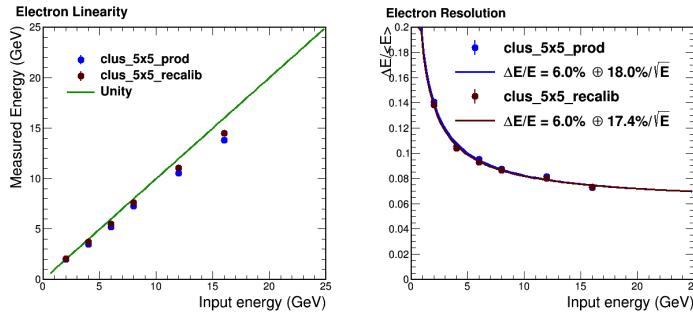 Electron Linearity
Measured Energy (GeV)
25
20
15
10
5
0
clus_5x5_prod
clus_5x5_recalib
Unity
0 5 10 15 20 25
Input energy (GeV)
Electron Resolution
ΔE/<E>
0.2
0.18
0.16
0.14
0.12
0.1
0.08
0.06
0.04
0.02
0
clus_5x5_prod
ΔE/E = 6.0% ⊕ 18.0%/√E
clus_5x5_recalib
ΔE/E = 6.0% ⊕ 17.4%/√E
0 5 10 15 20
Input energy (GeV)